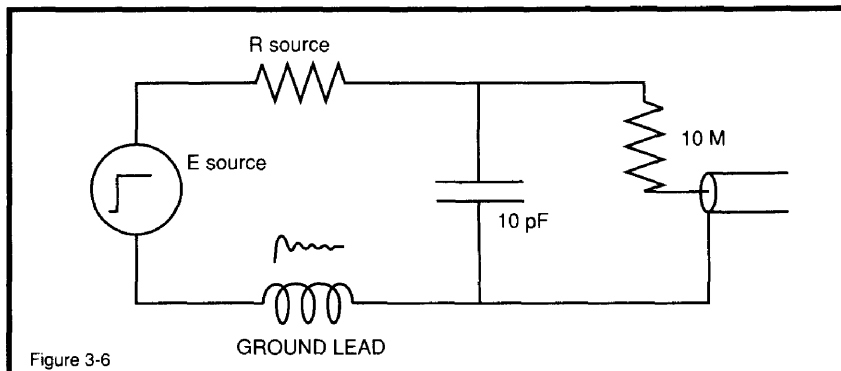 R source
10 M
E source
10 pF
GROUND LEAD
Figure 3-6